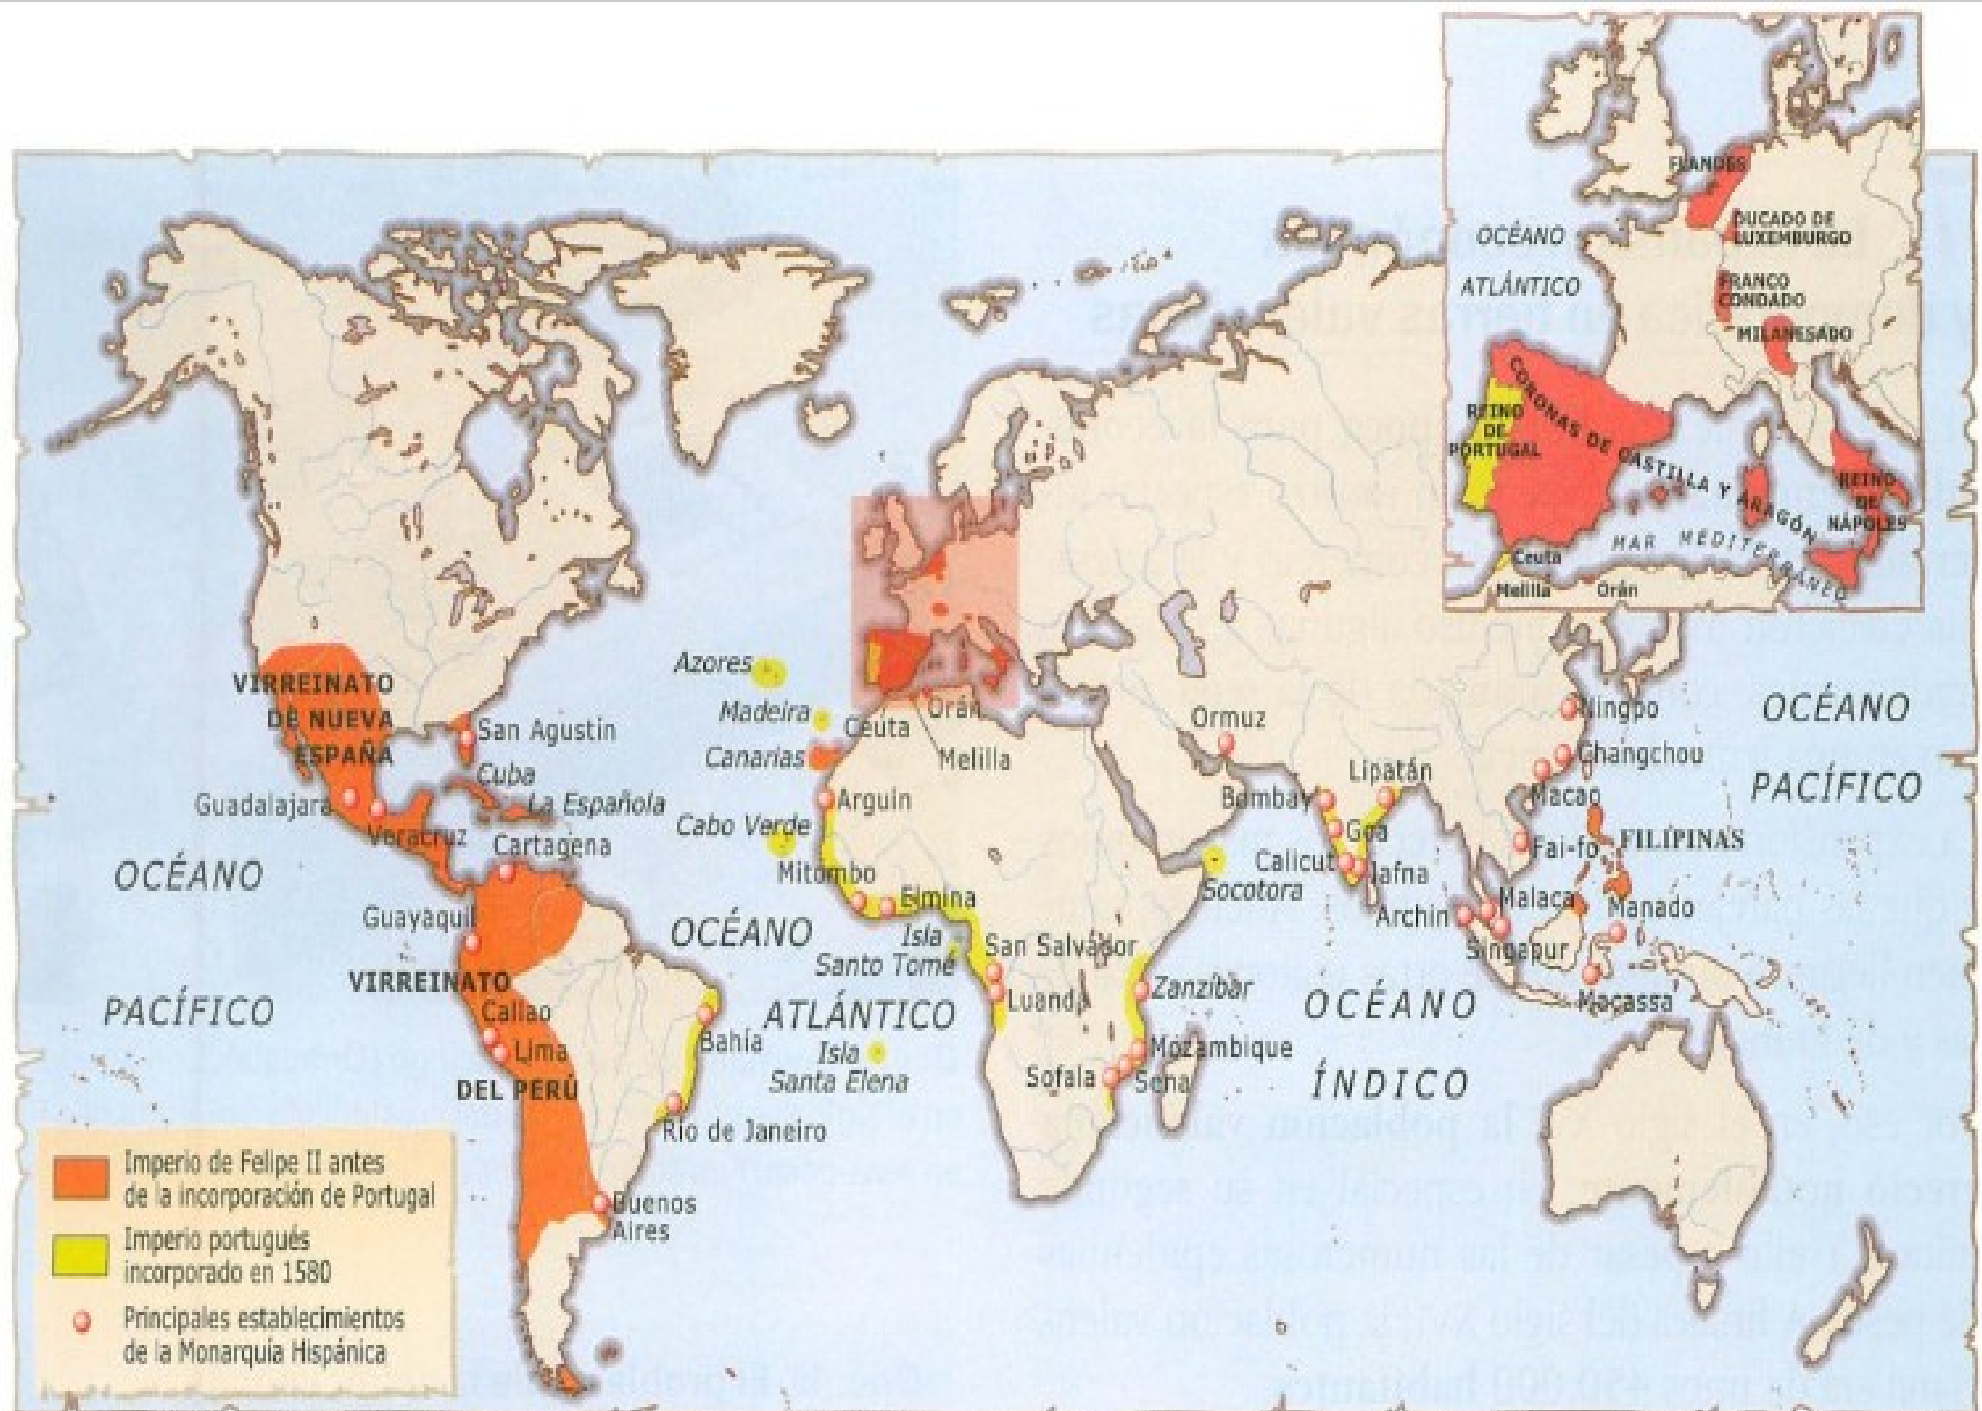 FLANDES
DUCADO DE
LUXEMBURGO
OCÉANO
ATLÁNTICO
FRANCO
CONDADO
MILANESADO
CORONAS DE CASTILLA Y ARAGÓN
REINO
DE
PORTUGAL
REINO
DE
NÁPOLES
MAR MEDITERRÁNEO
Ceuta
Melilla
Orán
VIRREINATO
DE NUEVA
ESPAÑA
San Agustin
Cuba
La Española
Guadalajara
Veracruz
Cartagena
OCÉANO
PACÍFICO
Guayaquil
VIRREINATO
DEL PERÚ
Callao
Lima
Bahía
Río de Janeiro
Buenos
Aires
Azores
Madeira
Canarias
Ceuta
Orán
Melilla
Cabo Verde
Arguin
Mitombo
Elmina
OCÉANO
ATLÁNTICO
Isla
Santo Tomé
San Salvador
Luanda
Isla
Santa Elena
Zanzíbar
Mozambique
Sofala
Sena
Ormuz
Socotora
Bambay
Lipatán
Goa
Calicut
Jafna
OCÉANO
ÍNDICO
Ningpo
Changchou
Macao
Fai-fo
FILIPINAS
Malaca
Archin
Singapur
Manado
Macassa
OCÉANO
PACÍFICO
Imperio de Felipe II antes
de la incorporación de Portugal
Imperio portugués
incorporado en 1580
Principales establecimientos
de la Monarquía Hispánica